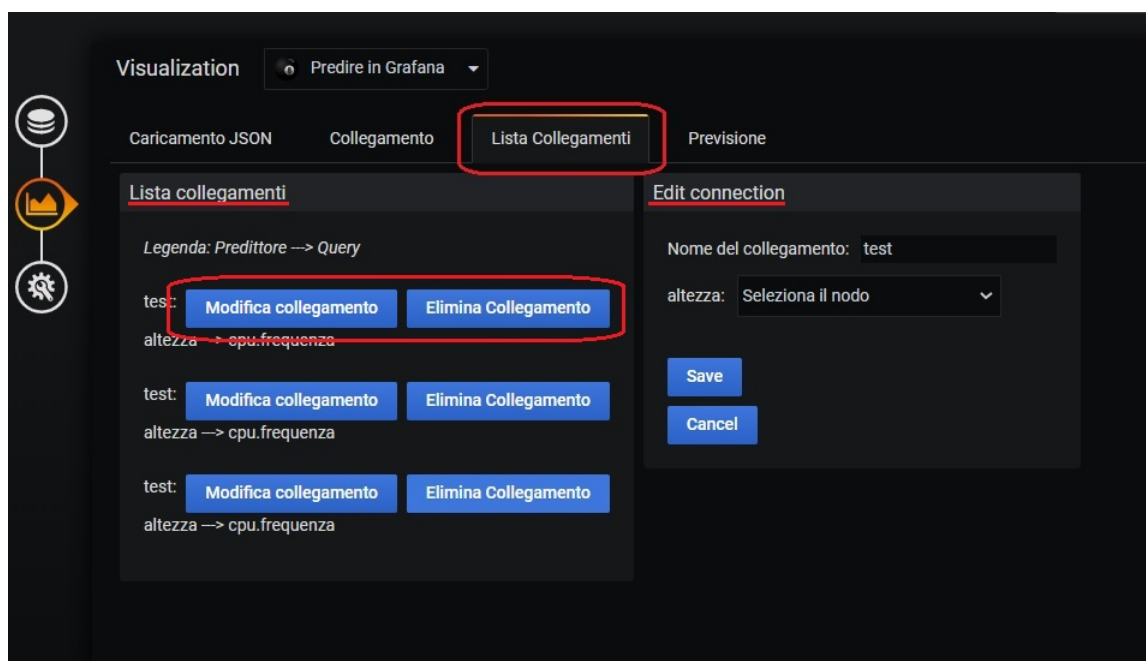 Visualization Predire in Grafana
Caricamento JSON Collegamento Lista Collegamenti Previsione
Lista collegamenti
Legenda: Predittore ---> Query
test: Modifica collegamento Elimina Collegamento
altezza ---> cpu.frequenza
test: Modifica collegamento Elimina Collegamento
altezza ---> cpu.frequenza
test: Modifica collegamento Elimina Collegamento
altezza ---> cpu.frequenza
Edit connection
Nome del collegamento: test
altezza: Seleziona il nodo
Save
Cancel